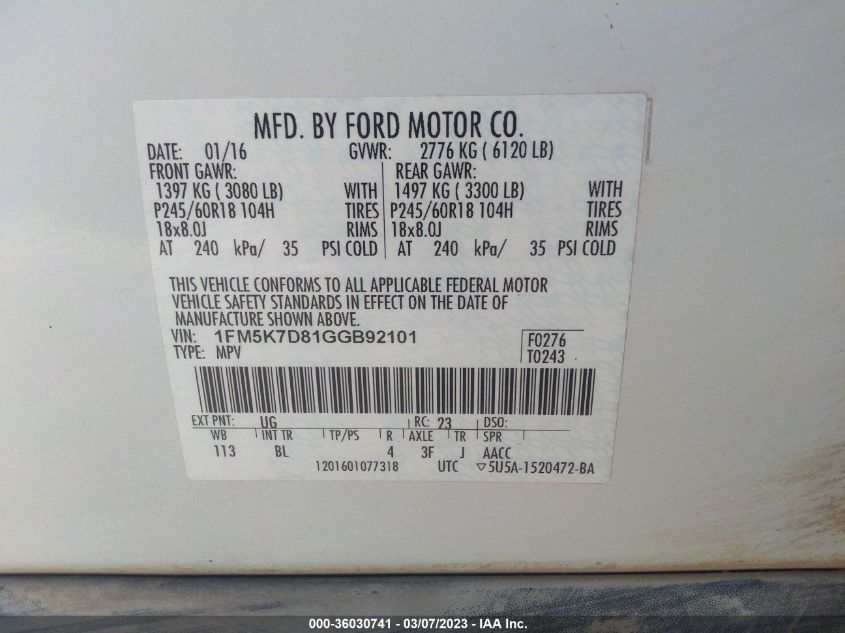 MFD. BY FORD MOTOR CO.
DATE: 01/16 GVWR: 2776 KG ( 6120 LB)
FRONT GAWR: REAR GAWR:
1397 KG ( 3080 LB) WITH 1497 KG ( 3300 LB) WITH
P245/60R18 104H TIRES P245/60R18 104H TIRES
18x8.0J RIMS 18x8.0J RIMS
AT 240 kPa/ 35 PSI COLD AT 240 kPa/ 35 PSI COLD
THIS VEHICLE CONFORMS TO ALL APPLICABLE FEDERAL MOTOR
VEHICLE SAFETY STANDARDS IN EFFECT ON THE DATE OF
MANUFACTURE SHOWN ABOVE.
VIN: 1FM5K7D81GGB92101 F0276
TYPE: MPV T0243
EXT PNT: UG RC: 23 DSO:
WB INT TR TP/PS R AXLE TR SPR
113 BL 4 3F J AACC
1201601077318 UTC ▽5U5A-1520472-BA
000-36030741 - 03/07/2023 - IAA Inc.